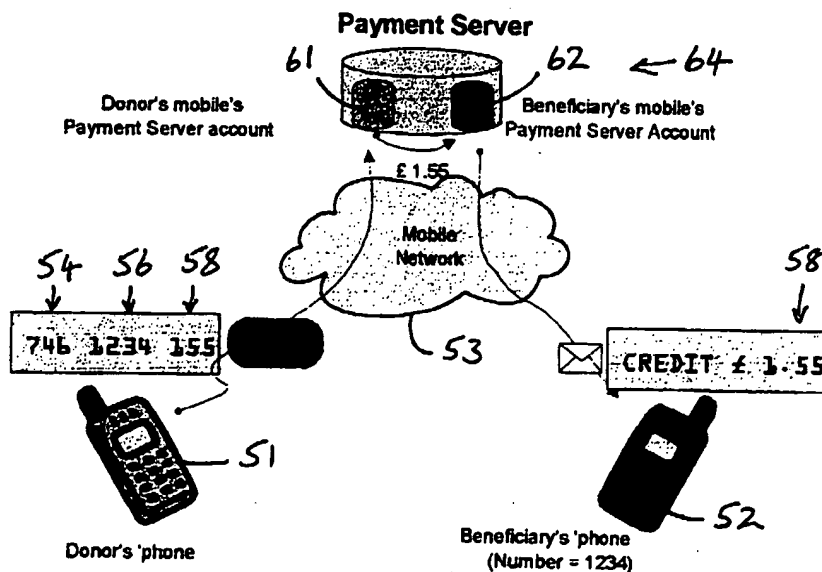 Payment Server
61
62
64
Donor's mobile's
Payment Server account
Beneficiary's mobile's
Payment Server Account
£ 1.55
Mobile
Network
54 56 58
58
746 1234 155
53
CREDIT £ 1.55
51
52
Donor's 'phone
Beneficiary's 'phone
(Number = 1234)